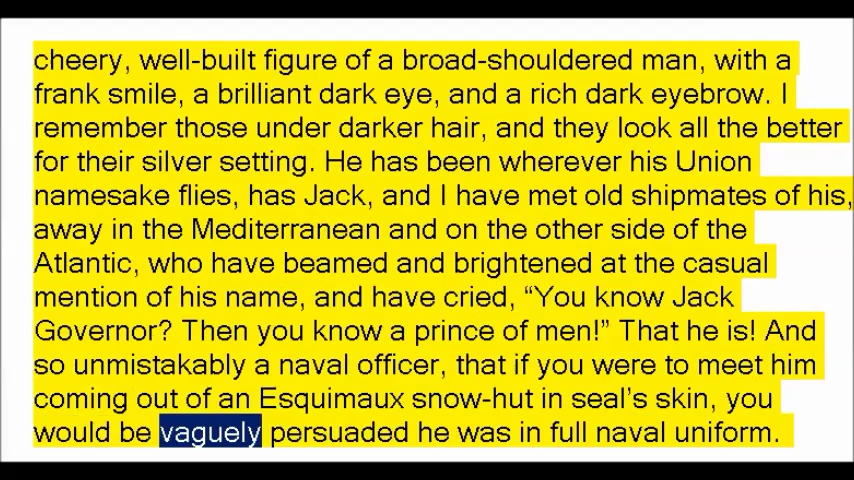 cheery, well-built figure of a broad-shouldered man, with a
frank smile, a brilliant dark eye, and a rich dark eyebrow. I
remember those under darker hair, and they look all the better
for their silver setting. He has been wherever his Union
namesake flies, has Jack, and I have met old shipmates of his,
away in the Mediterranean and on the other side of the
Atlantic, who have beamed and brightened at the casual
mention of his name, and have cried, “You know Jack
Governor? Then you know a prince of men!” That he is! And
so unmistakably a naval officer, that if you were to meet him
coming out of an Esquimaux snow-hut in seal’s skin, you
would be vaguely persuaded he was in full naval uniform.